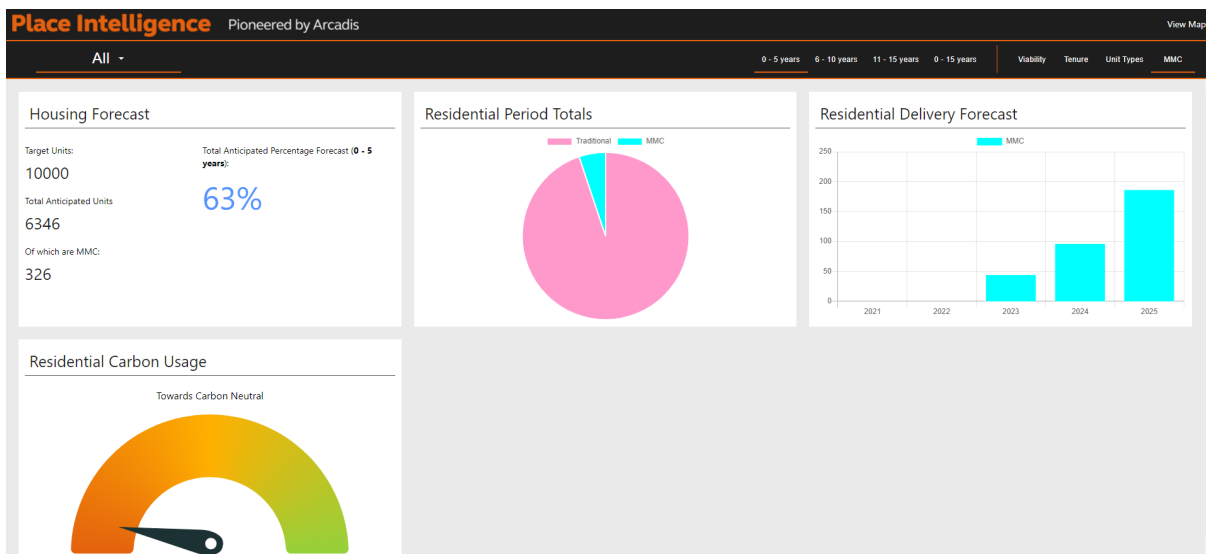 Place Intelligence Pioneered by Arcadis
View Map
All
0 - 5 years 6 - 10 years 11 - 15 years 0 - 15 years Viability Tenure Unit Types MMC
Housing Forecast
Target Units:
10000
Total Anticipated Units
6346
Of which are MMC:
326
Total Anticipated Percentage Forecast (0 - 5
years):
63%
Residential Period Totals
Traditional MMC
Residential Delivery Forecast
MMC
250
200
150
100
50
0
2021 2022 2023 2024 2025
Residential Carbon Usage
Towards Carbon Neutral